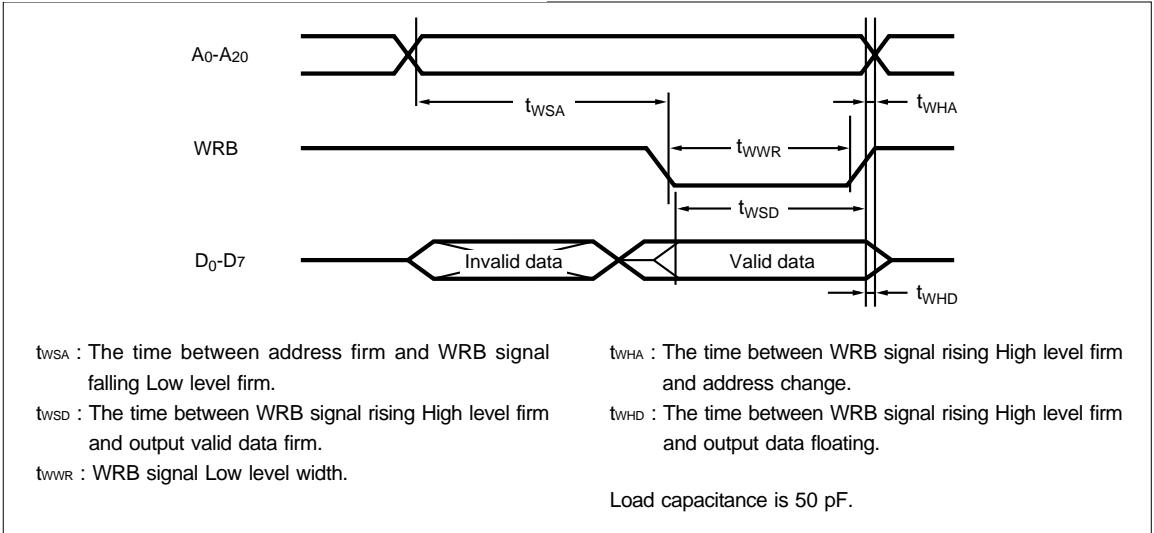 A0-A20
tWSA
tWHA
WRB
tWWR
tWSD
D0-D7
Invalid data
Valid data
tWHD
tWSA : The time between address firm and WRB signal
falling Low level firm.
tWSD : The time between WRB signal rising High level firm
and output valid data firm.
tWWR : WRB signal Low level width.
tWHA : The time between WRB signal rising High level firm
and address change.
tWHD : The time between WRB signal rising High level firm
and output data floating.
Load capacitance is 50 pF.